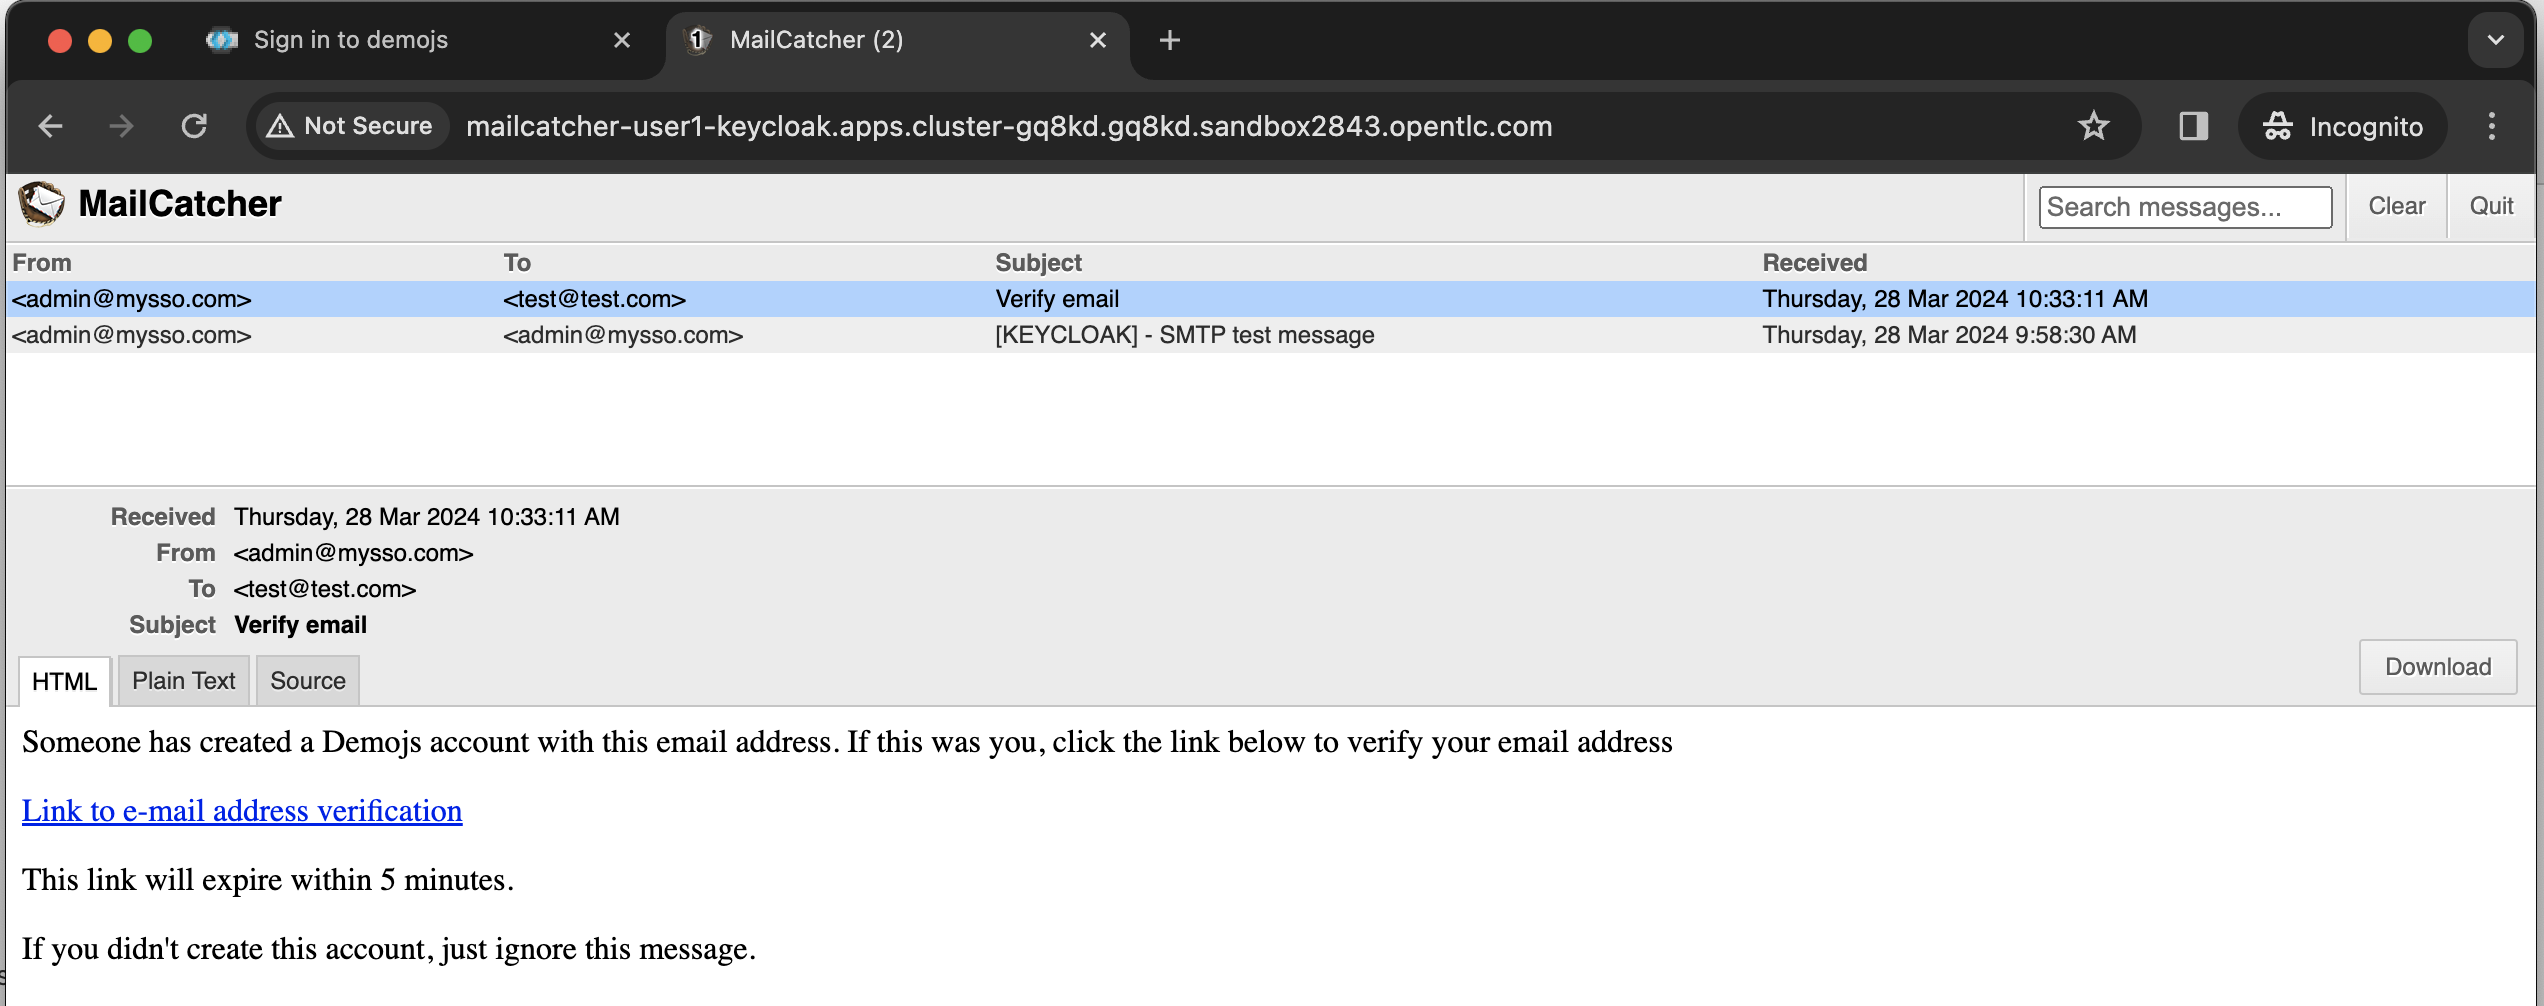 Sign in to demojs
1 MailCatcher (2)
Not Secure mailcatcher-user1-keycloak.apps.cluster-gq8kd.gq8kd.sandbox2843.opentlc.com Incognito
MailCatcher Search messages... Clear Quit
From To Subject Received
<admin@mysso.com> <test@test.com> Verify email Thursday, 28 Mar 2024 10:33:11 AM
<admin@mysso.com> <admin@mysso.com> [KEYCLOAK] - SMTP test message Thursday, 28 Mar 2024 9:58:30 AM
Received Thursday, 28 Mar 2024 10:33:11 AM
From <admin@mysso.com>
To <test@test.com>
Subject Verify email
HTML Plain Text Source Download
Someone has created a Demojs account with this email address. If this was you, click the link below to verify your email address
Link to e-mail address verification
This link will expire within 5 minutes.
If you didn't create this account, just ignore this message.